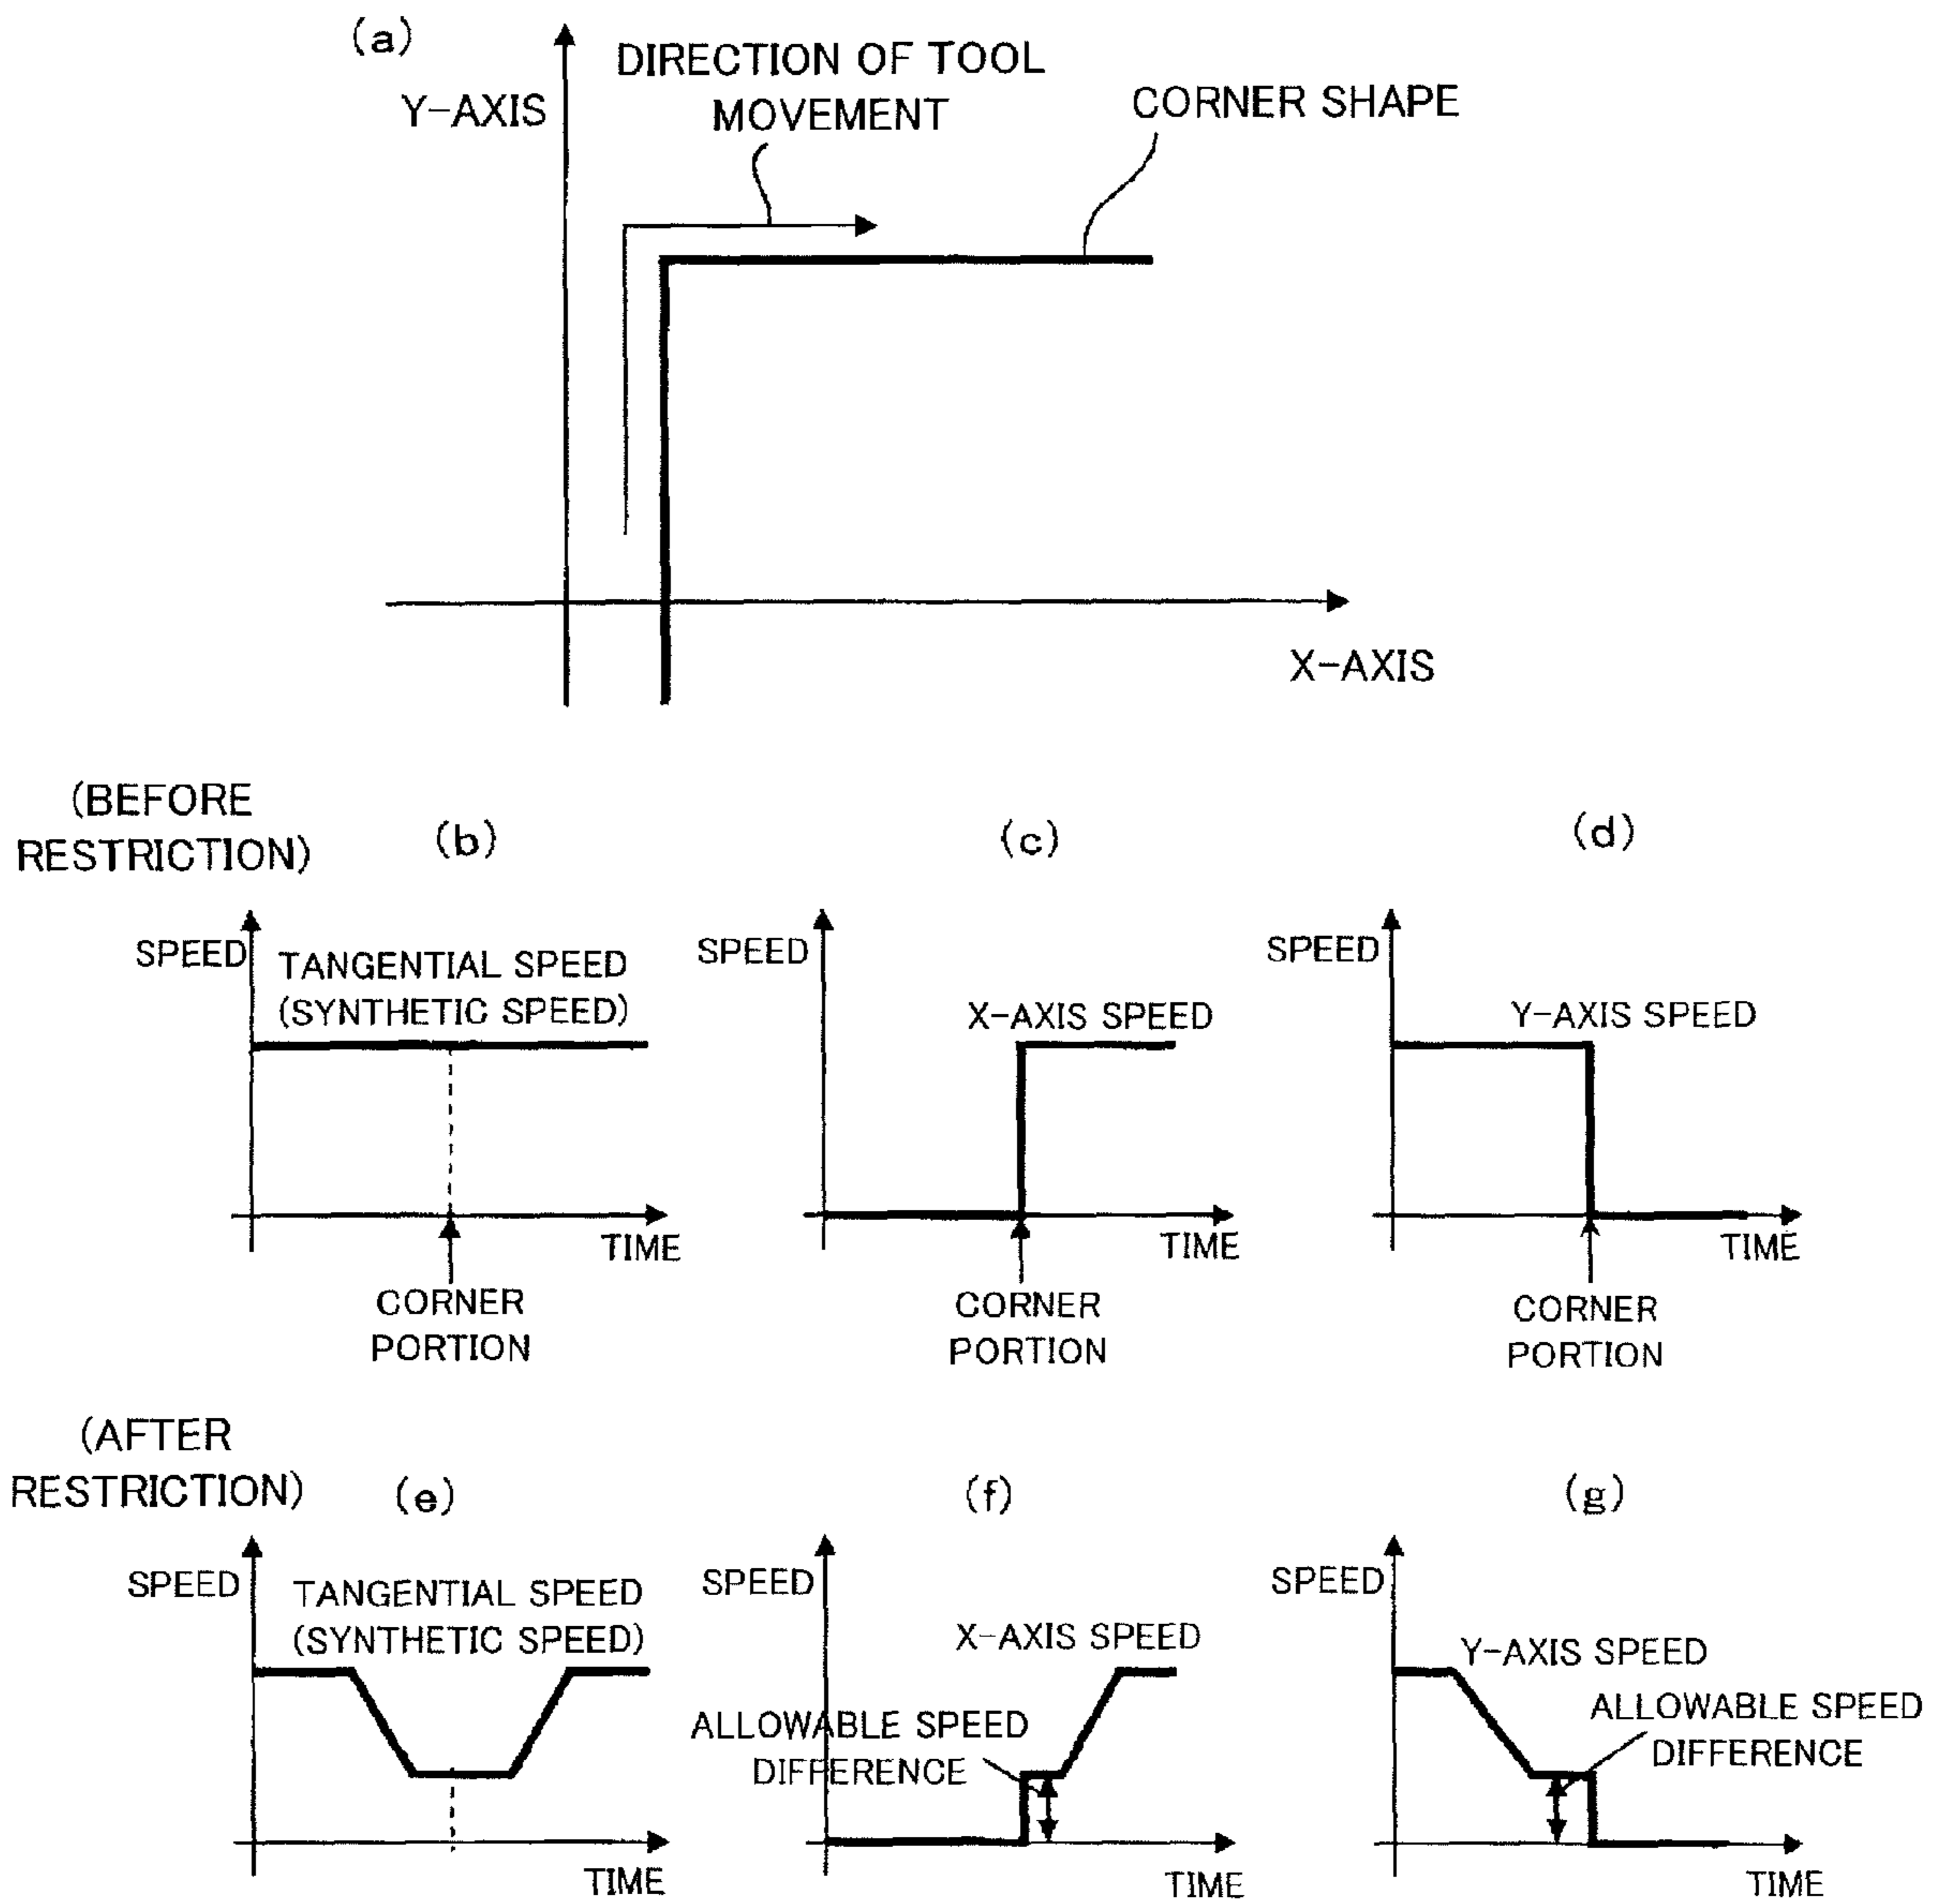 (a)
Y-AXIS
DIRECTION OF TOOL
MOVEMENT
CORNER SHAPE
X-AXIS
(BEFORE
RESTRICTION)
(b)
SPEED
TANGENTIAL SPEED
(SYNTHETIC SPEED)
TIME
CORNER
PORTION
(c)
SPEED
X-AXIS SPEED
TIME
CORNER
PORTION
(d)
SPEED
Y-AXIS SPEED
TIME
CORNER
PORTION
(AFTER
RESTRICTION)
(e)
SPEED
TANGENTIAL SPEED
(SYNTHETIC SPEED)
TIME
(f)
SPEED
X-AXIS SPEED
ALLOWABLE SPEED
DIFFERENCE
TIME
(g)
SPEED
Y-AXIS SPEED
ALLOWABLE SPEED
DIFFERENCE
TIME